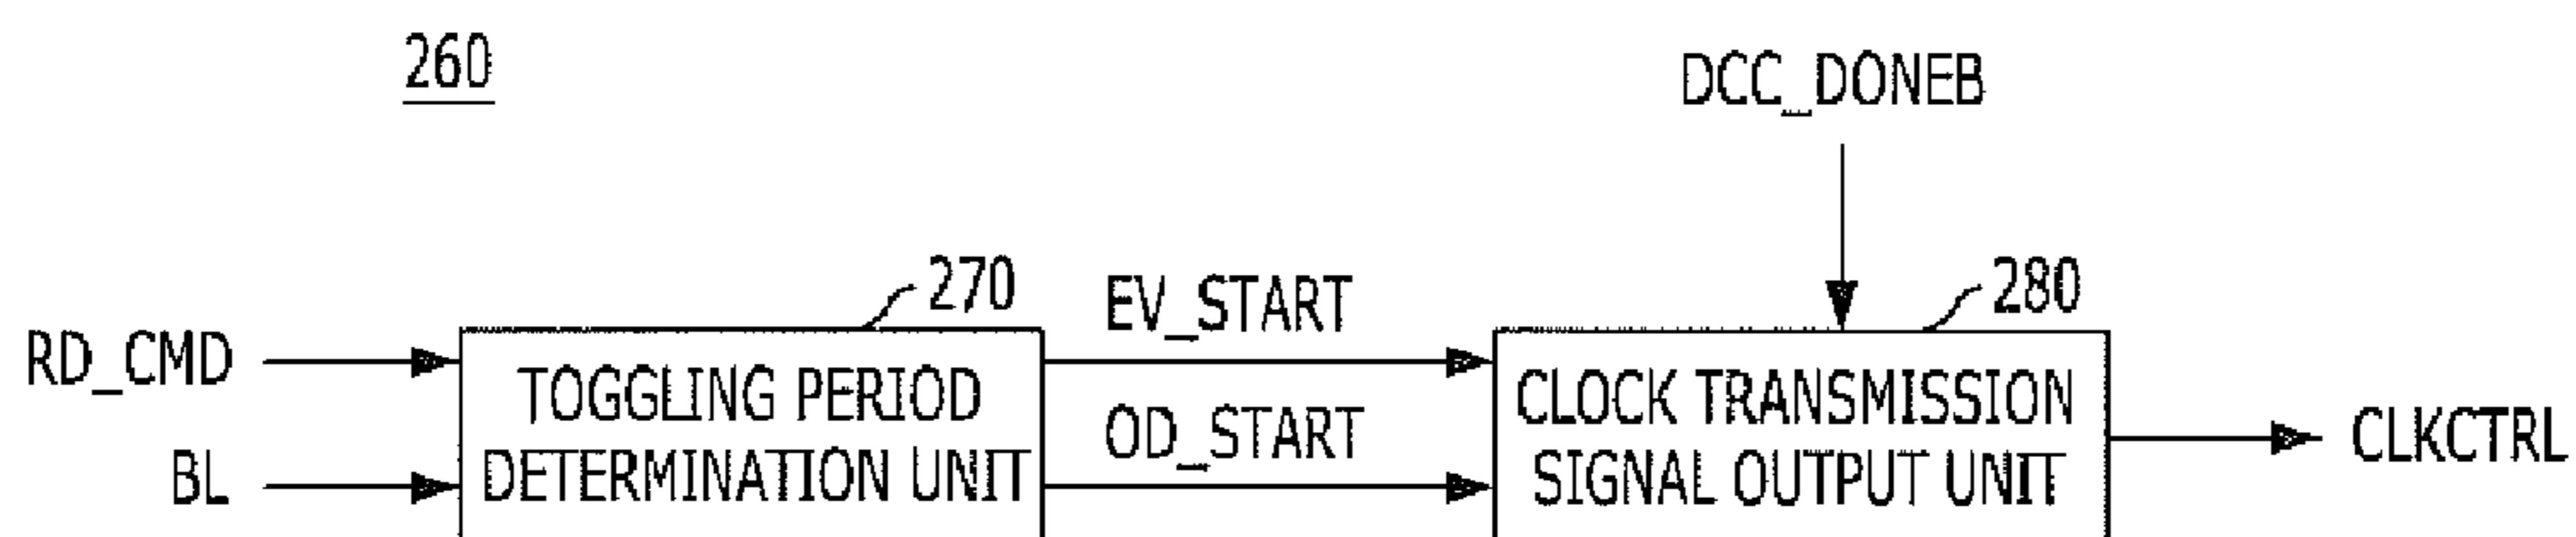 260
DCC_DONEB
270
280
EV_START
RD_CMD
TOGGLING PERIOD
DETERMINATION UNIT
OD_START
BL
CLOCK TRANSMISSION
SIGNAL OUTPUT UNIT
CLKCTRL